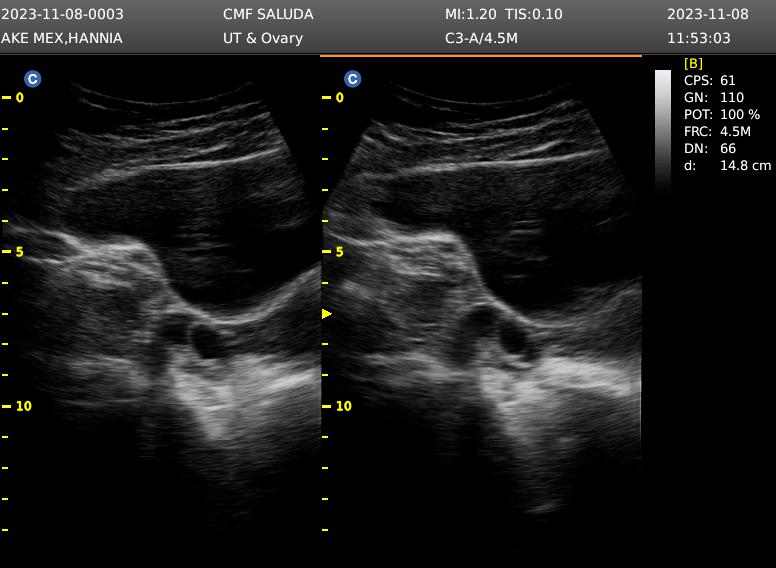 2023-11-08-0003 CMF SALUDA MI:1.20 TIS:0.10 2023-11-08
AKE MEX,HANNIA UT & Ovary C3-A/4.5M 11:53:03
[B]
CPS: 61
GN: 110
POT: 100 %
FRC: 4.5M
DN: 66
d: 14.8 cm
C C
0 0
5 5
10 10